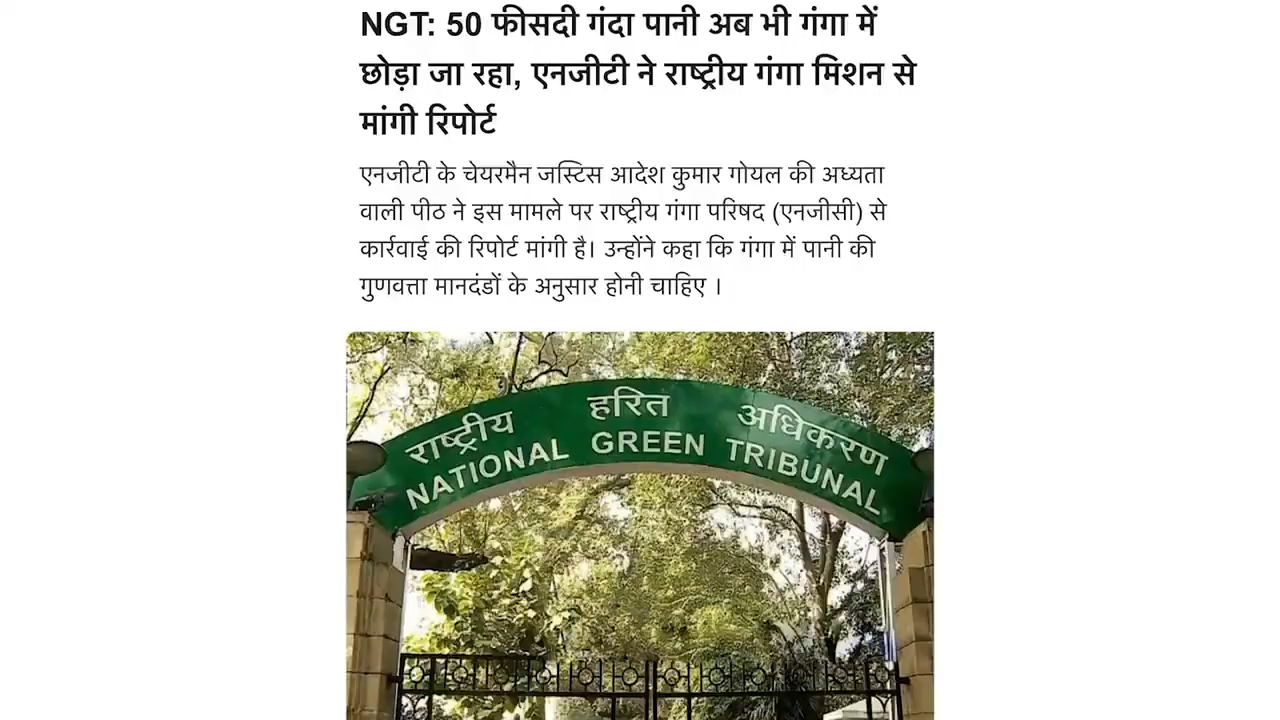 NGT: 50 फीसदी गंदा पानी अब भी गंगा में
छोड़ा जा रहा, एनजीटी ने राष्ट्रीय गंगा मिशन से
मांगी रिपोर्ट
एनजीटी के चेयरमैन जस्टिस आदेश कुमार गोयल की अध्यता
वाली पीठ ने इस मामले पर राष्ट्रीय गंगा परिषद (एनजीसी) से
कार्रवाई की रिपोर्ट मांगी है। उन्होंने कहा कि गंगा में पानी की
गुणवत्ता मानदंडों के अनुसार होनी चाहिए ।
राष्ट्रीय हरित अधिकरण
NATIONAL GREEN TRIBUNAL